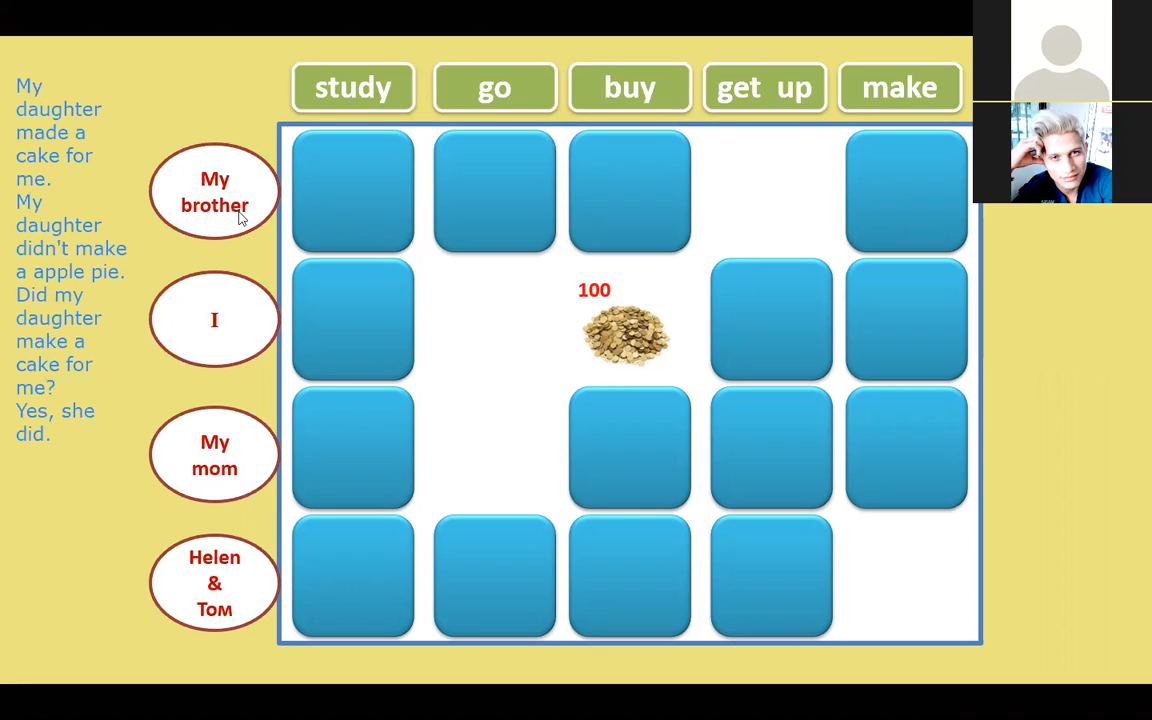 My
daughter
made a
cake for
me.
My
daughter
didn't make
a apple pie.
Did my
daughter
make a
cake for
me?
Yes, she
did.
study
go
buy
get up
make
My
brother
I
100
My
mom
Helen
&
Том